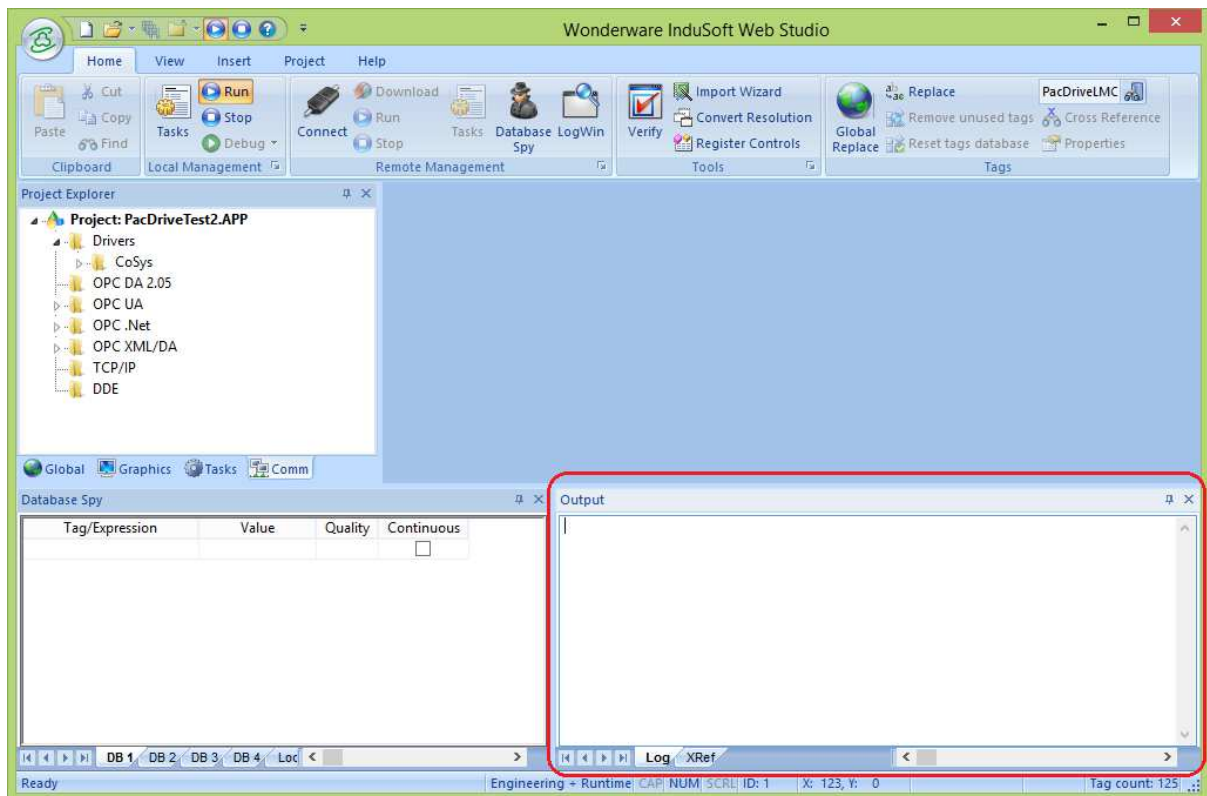 Wonderware InduSoft Web Studio
Home View Insert Project Help
Paste
Cut
Copy
Find
Clipboard
Tasks
Run
Stop
Debug
Local Management
Connect
Download
Run
Stop
Tasks
Database Spy
LogWin
Remote Management
Verify
Import Wizard
Convert Resolution
Register Controls
Tools
Global Replace
Replace
Remove unused tags
Reset tags database
PacDriveLMC
Cross Reference
Properties
Tags
Project Explorer
Project: PacDriveTest2.APP
Drivers
CoSys
OPC DA 2.05
OPC UA
OPC .Net
OPC XML/DA
TCP/IP
DDE
Global Graphics Tasks Comm
Database Spy
Tag/Expression Value Quality Continuous
DB 1 DB 2 DB 3 DB 4 Loc
Output
Log XRef
Ready Engineering + Runtime CAP NUM SCRL ID: 1 X: 123, Y: 0 Tag count: 125